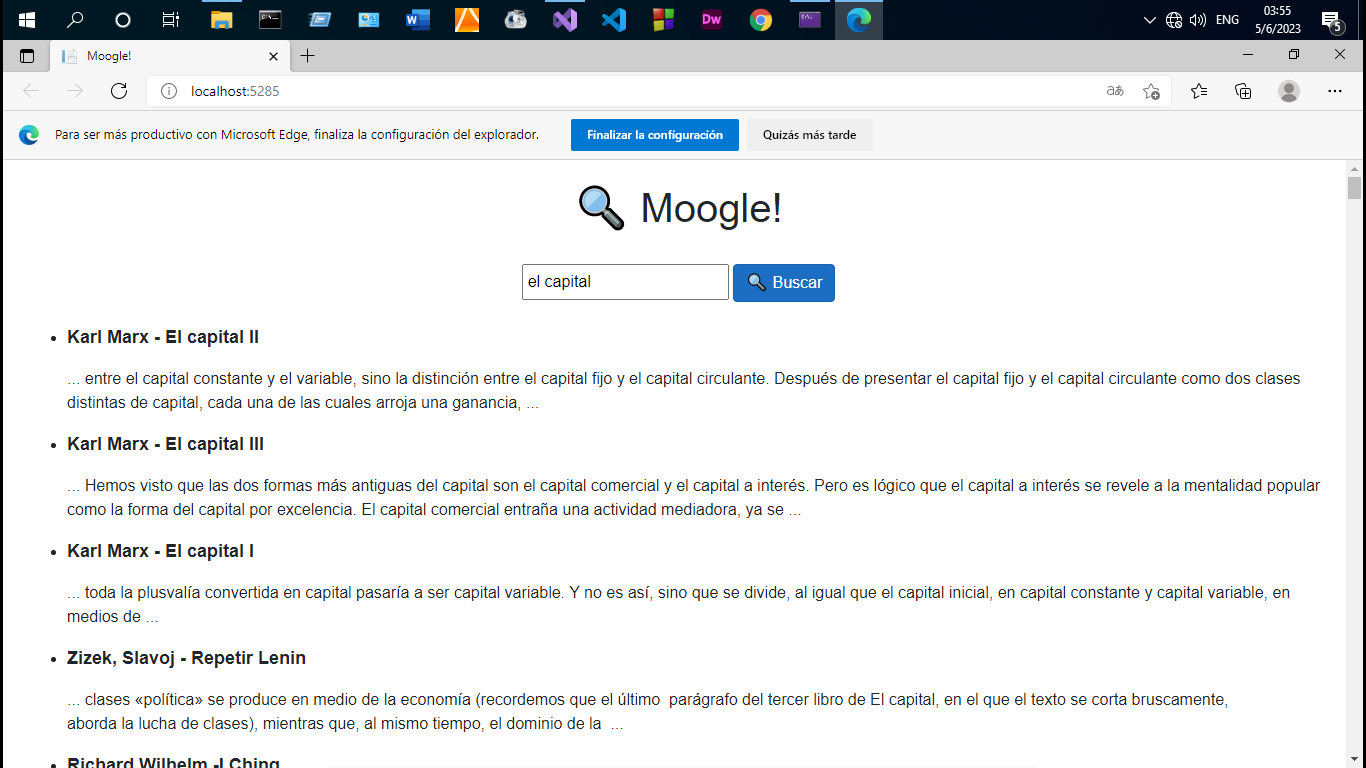 Dw
ENG
03:55
5/6/2023
5
Moogle!
localhost:5285
aあ
Para ser más productivo con Microsoft Edge, finaliza la configuración del explorador.
Finalizar la configuración
Quizás más tarde
Moogle!
el capital
Buscar
Karl Marx - El capital II
... entre el capital constante y el variable, sino la distinción entre el capital fijo y el capital circulante. Después de presentar el capital fijo y el capital circulante como dos clases
distintas de capital, cada una de las cuales arroja una ganancia, ...
Karl Marx - El capital III
... Hemos visto que las dos formas más antiguas del capital son el capital comercial y el capital a interés. Pero es lógico que el capital a interés se revele a la mentalidad popular
como la forma del capital por excelencia. El capital comercial entraña una actividad mediadora, ya se ...
Karl Marx - El capital I
... toda la plusvalía convertida en capital pasaría a ser capital variable. Y no es así, sino que se divide, al igual que el capital inicial, en capital constante y capital variable, en
medios de ...
Zizek, Slavoj - Repetir Lenin
... clases «política» se produce en medio de la economía (recordemos que el último  parágrafo del tercer libro de El capital, en el que el texto se corta bruscamente,
aborda la lucha de clases), mientras que, al mismo tiempo, el dominio de la  ...
Richard Wilhelm -I Ching